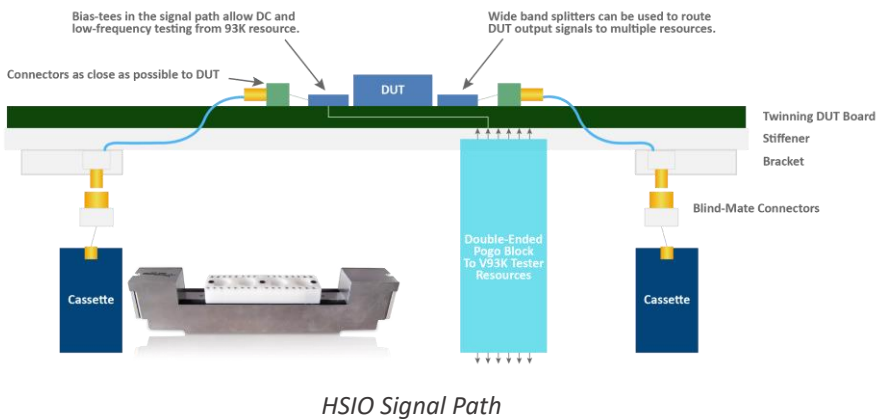 Bias-tees in the signal path allow DC and
low-frequency testing from 93K resource.
Wide band splitters can be used to route
DUT output signals to multiple resources.
Connectors as close as possible to DUT
DUT
Twinning DUT Board
Stiffener
Bracket
Blind-Mate Connectors
Double-Ended
Pogo Block
To V93K Tester
Resources
Cassette
Cassette
HSIO Signal Path